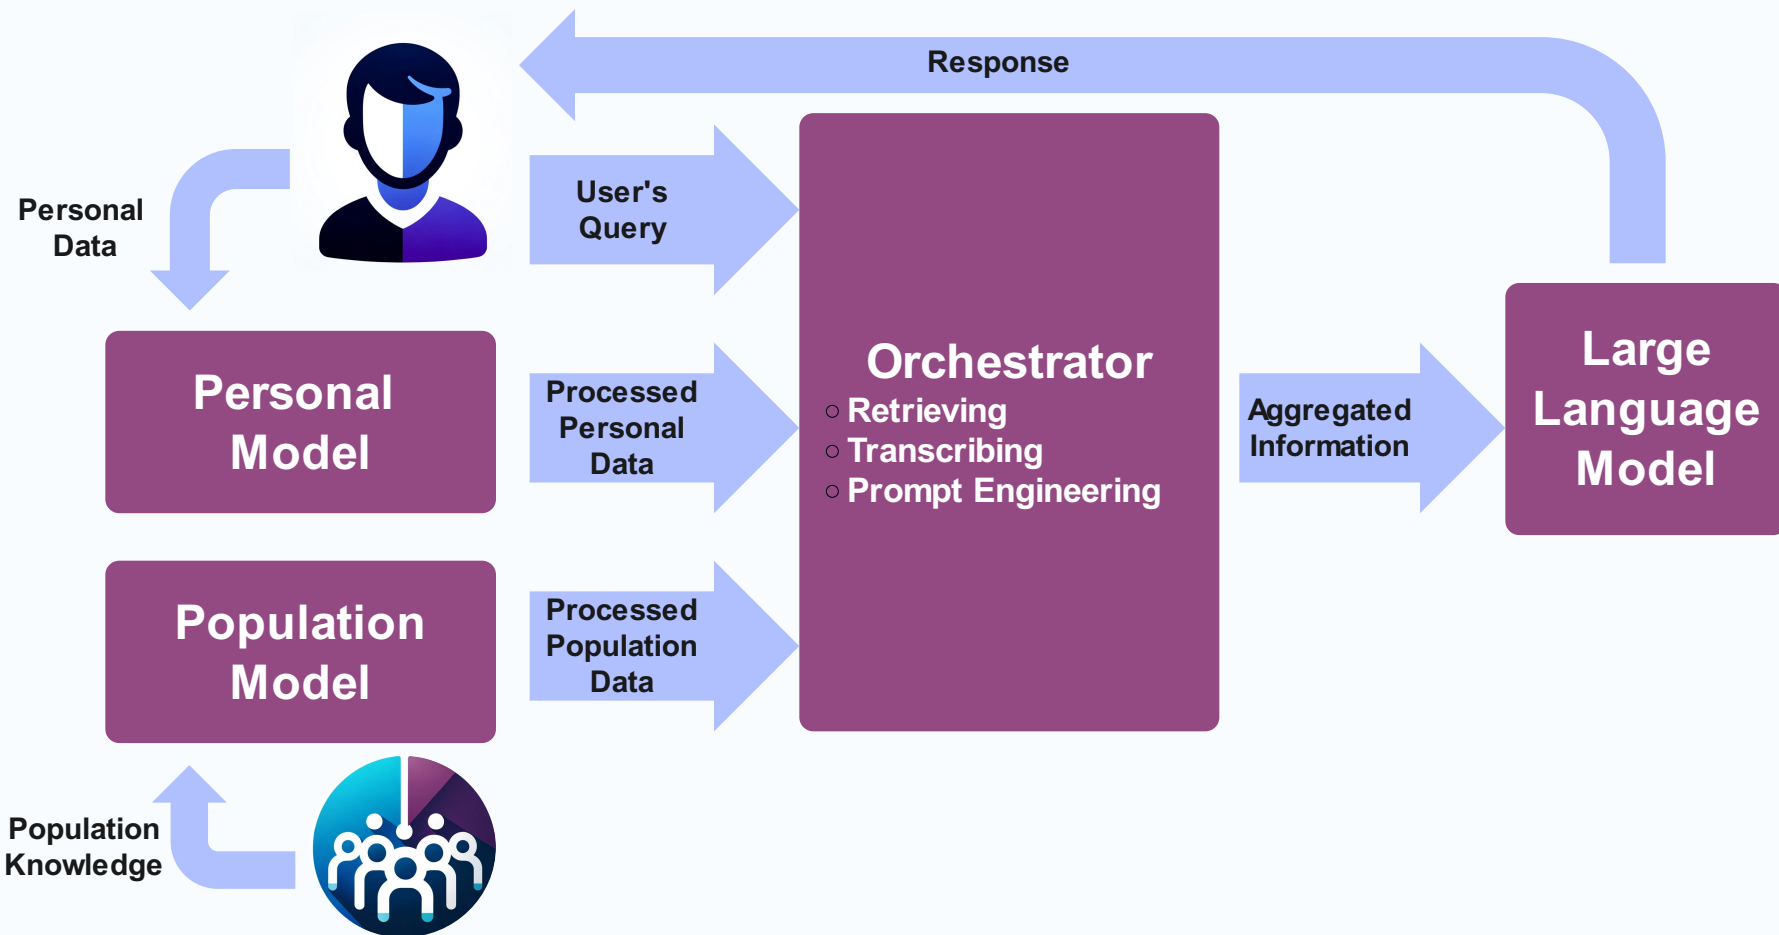 Response
User's
Query
Personal
Data
Personal
Model
Processed
Personal
Data
Orchestrator
○ Retrieving
○ Transcribing
○ Prompt Engineering
Aggregated
Information
Large
Language
Model
Population
Model
Processed
Population
Data
Population
Knowledge